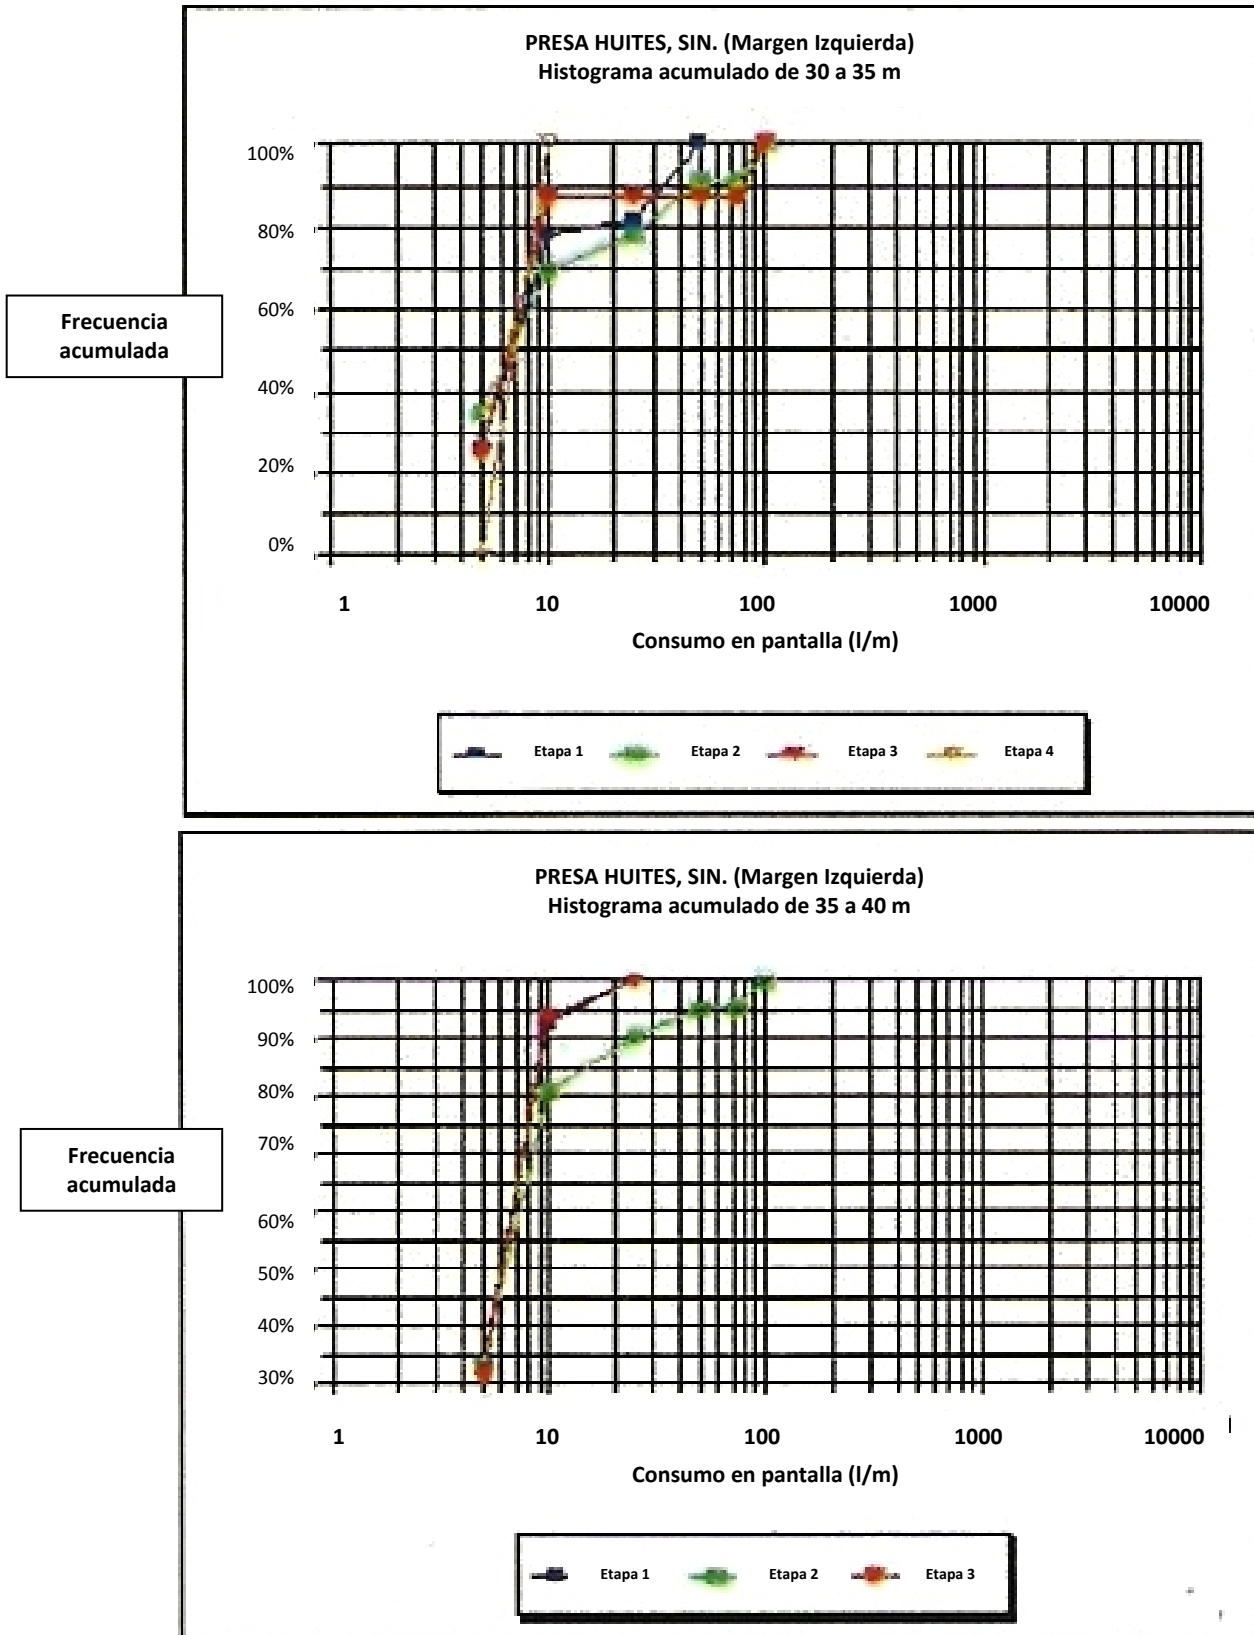 PRESA HUITES, SIN. (Margen Izquierda)
Histograma acumulado de 30 a 35 m
100%
80%
60%
40%
20%
0%
Frecuencia
acumulada
1 10 100 1000 10000
Consumo en pantalla (l/m)
Etapa 1 Etapa 2 Etapa 3 Etapa 4
PRESA HUITES, SIN. (Margen Izquierda)
Histograma acumulado de 35 a 40 m
100%
90%
80%
70%
60%
50%
40%
30%
Frecuencia
acumulada
1 10 100 1000 10000
Consumo en pantalla (l/m)
Etapa 1 Etapa 2 Etapa 3